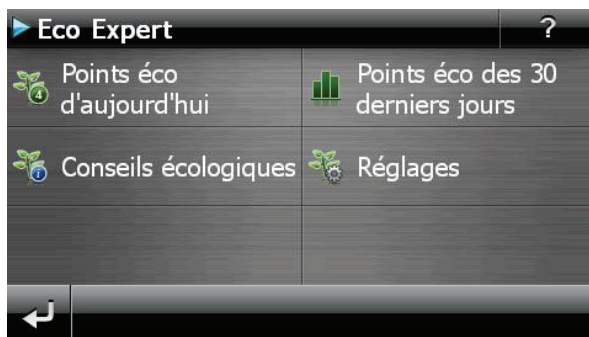 Eco Expert
?
Points éco
d'aujourd'hui
Points éco des 30
derniers jours
Conseils écologiques
Réglages